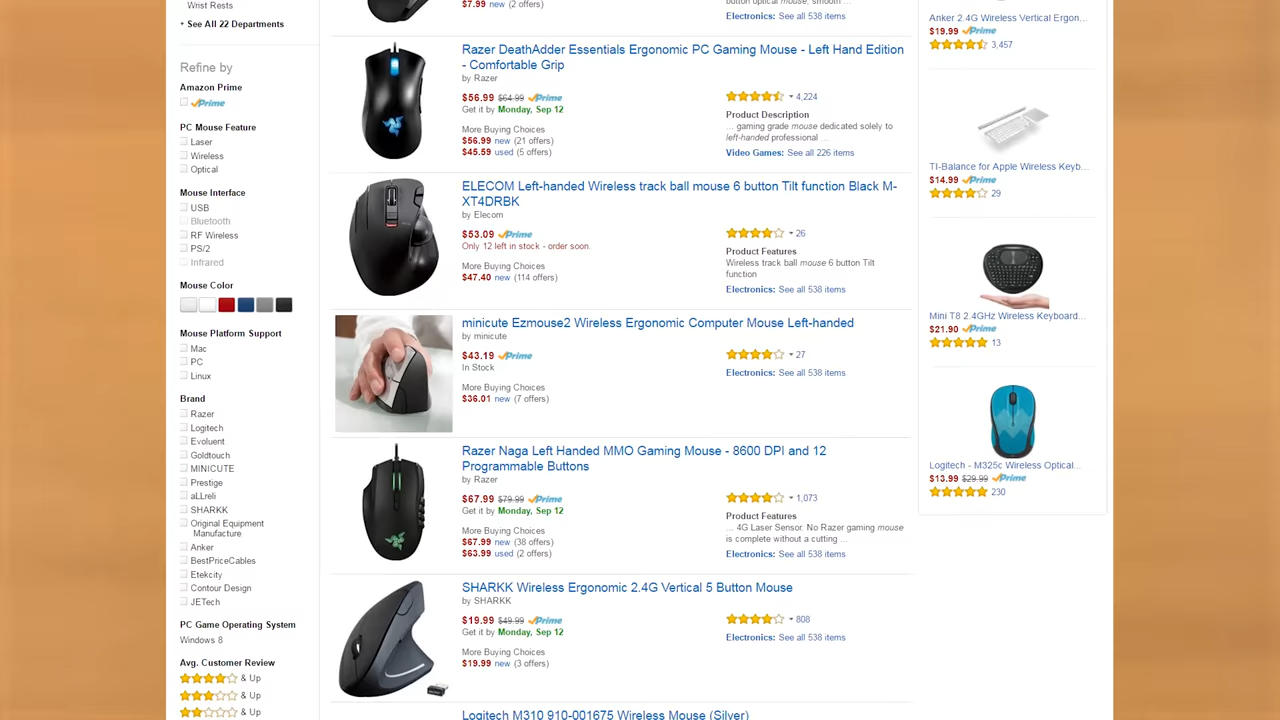 Wrist Rests
+ See All 22 Departments
Refine by
Amazon Prime
Prime
PC Mouse Feature
Laser
Wireless
Optical
Mouse Interface
USB
Bluetooth
RF Wireless
PS/2
Infrared
Mouse Color
Mouse Platform Support
Mac
PC
Linux
Brand
Razer
Logitech
Evoluent
Goldtouch
MINICUTE
Prestige
aLLreli
SHARKK
Original Equipment
Manufacture
Anker
BestPriceCables
Etekcity
Contour Design
JETech
PC Game Operating System
Windows 8
Avg. Customer Review
& Up
& Up
& Up
$7.99 new (2 offers)
button optical mouse, smooth ...
Electronics: See all 538 items
Razer DeathAdder Essentials Ergonomic PC Gaming Mouse - Left Hand Edition
- Comfortable Grip
by Razer
$56.99 $64.99 Prime
Get it by Monday, Sep 12
More Buying Choices
$56.99 new (21 offers)
$45.59 used (5 offers)
4,224
Product Description
... gaming grade mouse dedicated solely to
left-handed professional ...
Video Games: See all 226 items
ELECOM Left-handed Wireless track ball mouse 6 button Tilt function Black M-
XT4DRBK
by Elecom
$53.09 Prime
Only 12 left in stock - order soon.
More Buying Choices
$47.40 new (114 offers)
26
Product Features
Wireless track ball mouse 6 button Tilt
function
Electronics: See all 538 items
minicute Ezmouse2 Wireless Ergonomic Computer Mouse Left-handed
by minicute
$43.19 Prime
In Stock
More Buying Choices
$36.01 new (7 offers)
27
Electronics: See all 538 items
Razer Naga Left Handed MMO Gaming Mouse - 8600 DPI and 12
Programmable Buttons
by Razer
$67.99 $79.99 Prime
Get it by Monday, Sep 12
More Buying Choices
$67.99 new (38 offers)
$63.99 used (2 offers)
1,073
Product Features
... 4G Laser Sensor. No Razer gaming mouse
is complete without a cutting ...
Electronics: See all 538 items
SHARKK Wireless Ergonomic 2.4G Vertical 5 Button Mouse
by SHARKK
$19.99 $49.99 Prime
Get it by Monday, Sep 12
More Buying Choices
$19.99 new (3 offers)
808
Electronics: See all 538 items
Logitech M310 910-001675 Wireless Mouse (Silver)
Anker 2.4G Wireless Vertical Ergon...
$19.99 Prime
3,457
TI-Balance for Apple Wireless Keyb...
$14.99 Prime
29
Mini T8 2.4GHz Wireless Keyboard...
$21.90 Prime
13
Logitech - M325c Wireless Optical...
$13.99 $29.99 Prime
230